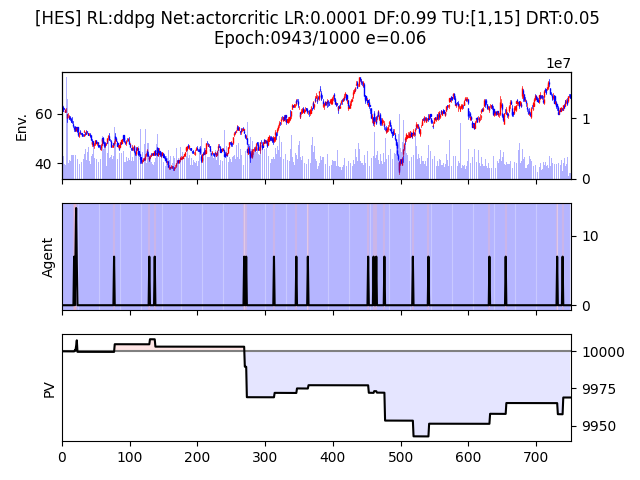 [HES] RL:ddpg Net:actorcritic LR:0.0001 DF:0.99 TU:[1,15] DRT:0.05
Epoch:0943/1000 e=0.06
1e7
Env.
60
40
1
0
Agent
10
0
PV
10000
9975
9950
0 100 200 300 400 500 600 700